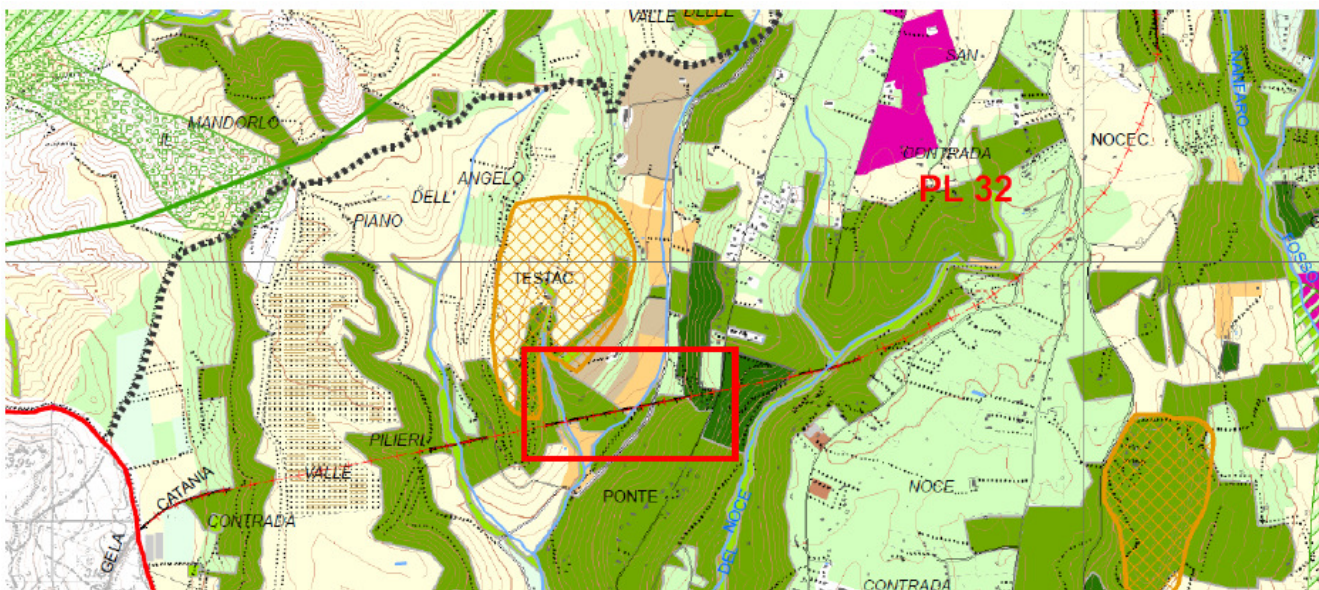 VALLE DELLE
SAN
NANFARO
MANDORLO
IL
NOCEC.
CONTRADA
ANGELO
DELL'
PL 32
PIANO
FOSSO
TESTAC
PILIERI
VALLE
CATANIA
NOCE
PONTE
CONTRADA
DEL NOCE
GELA
CONTRADA